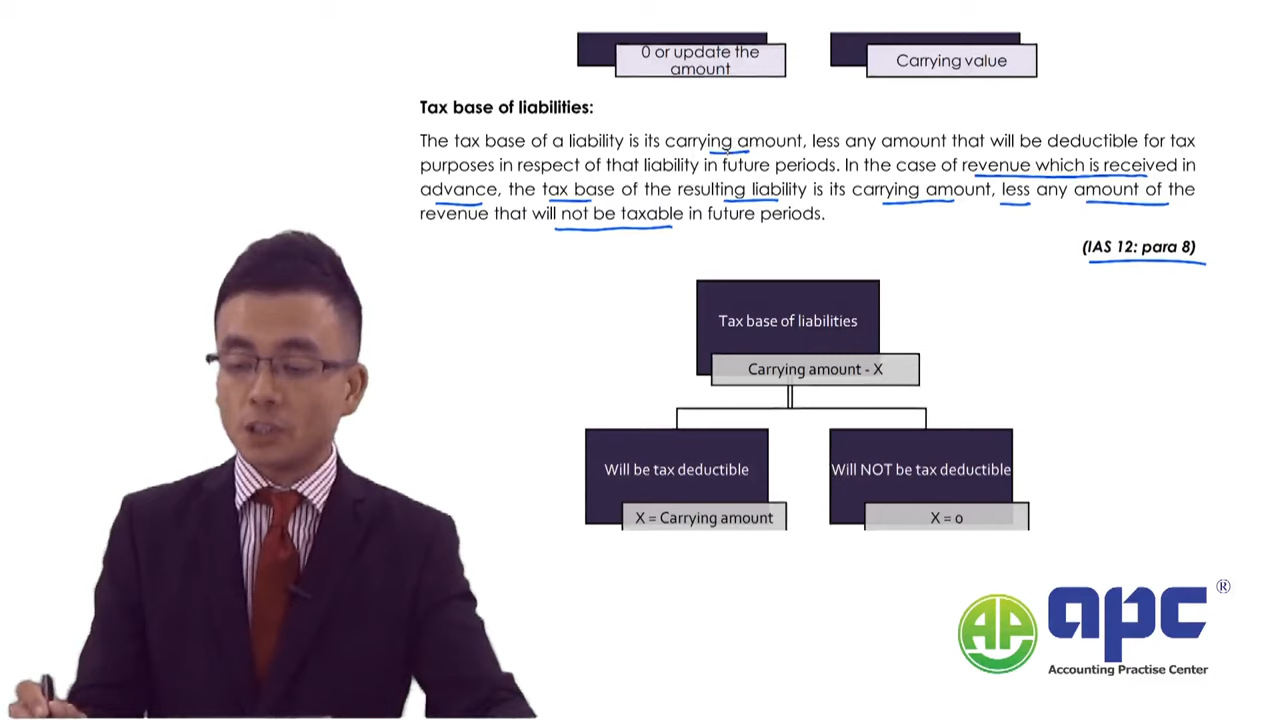 0 or update the
amount
Carrying value
Tax base of liabilities:
The tax base of a liability is its carrying amount, less any amount that will be deductible for tax
purposes in respect of that liability in future periods. In the case of revenue which is received in
advance, the tax base of the resulting liability is its carrying amount, less any amount of the
revenue that will not be taxable in future periods.
(IAS 12: para 8)
Tax base of liabilities
Carrying amount - X
Will be tax deductible
Will NOT be tax deductible
X = Carrying amount
X = 0
AP
apc®
Accounting Practise Center